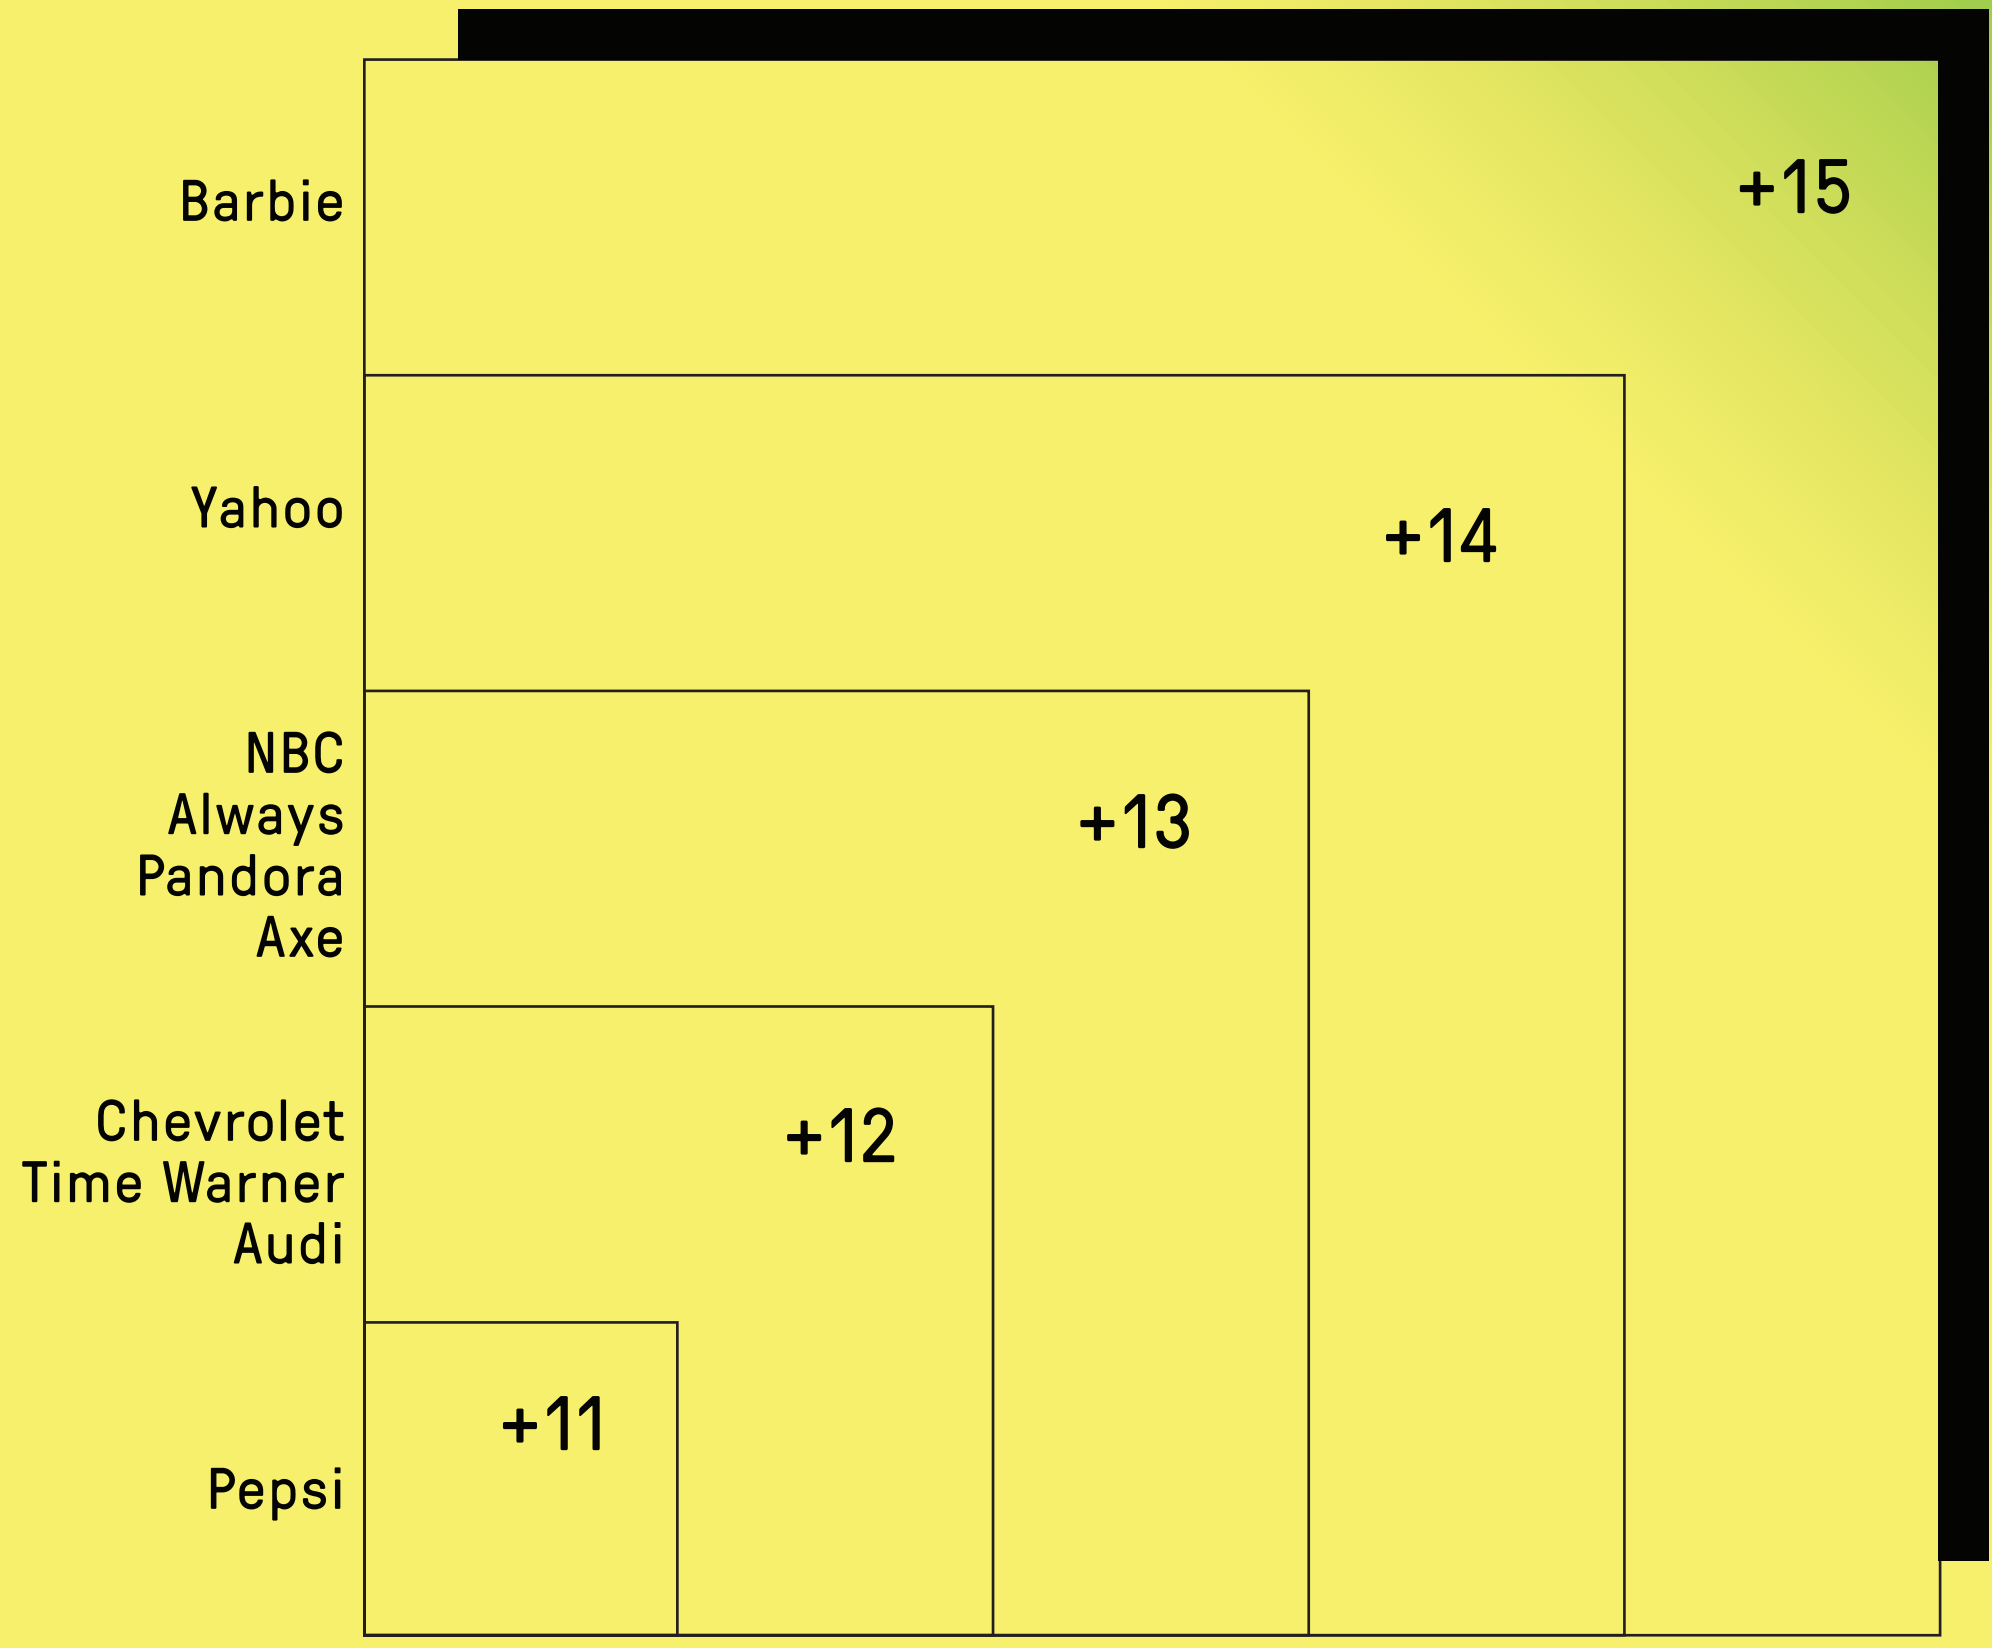 Barbie
+15
Yahoo
+14
NBC
Always
Pandora
Axe
+13
Chevrolet
Time Warner
Audi
+12
Pepsi
+11